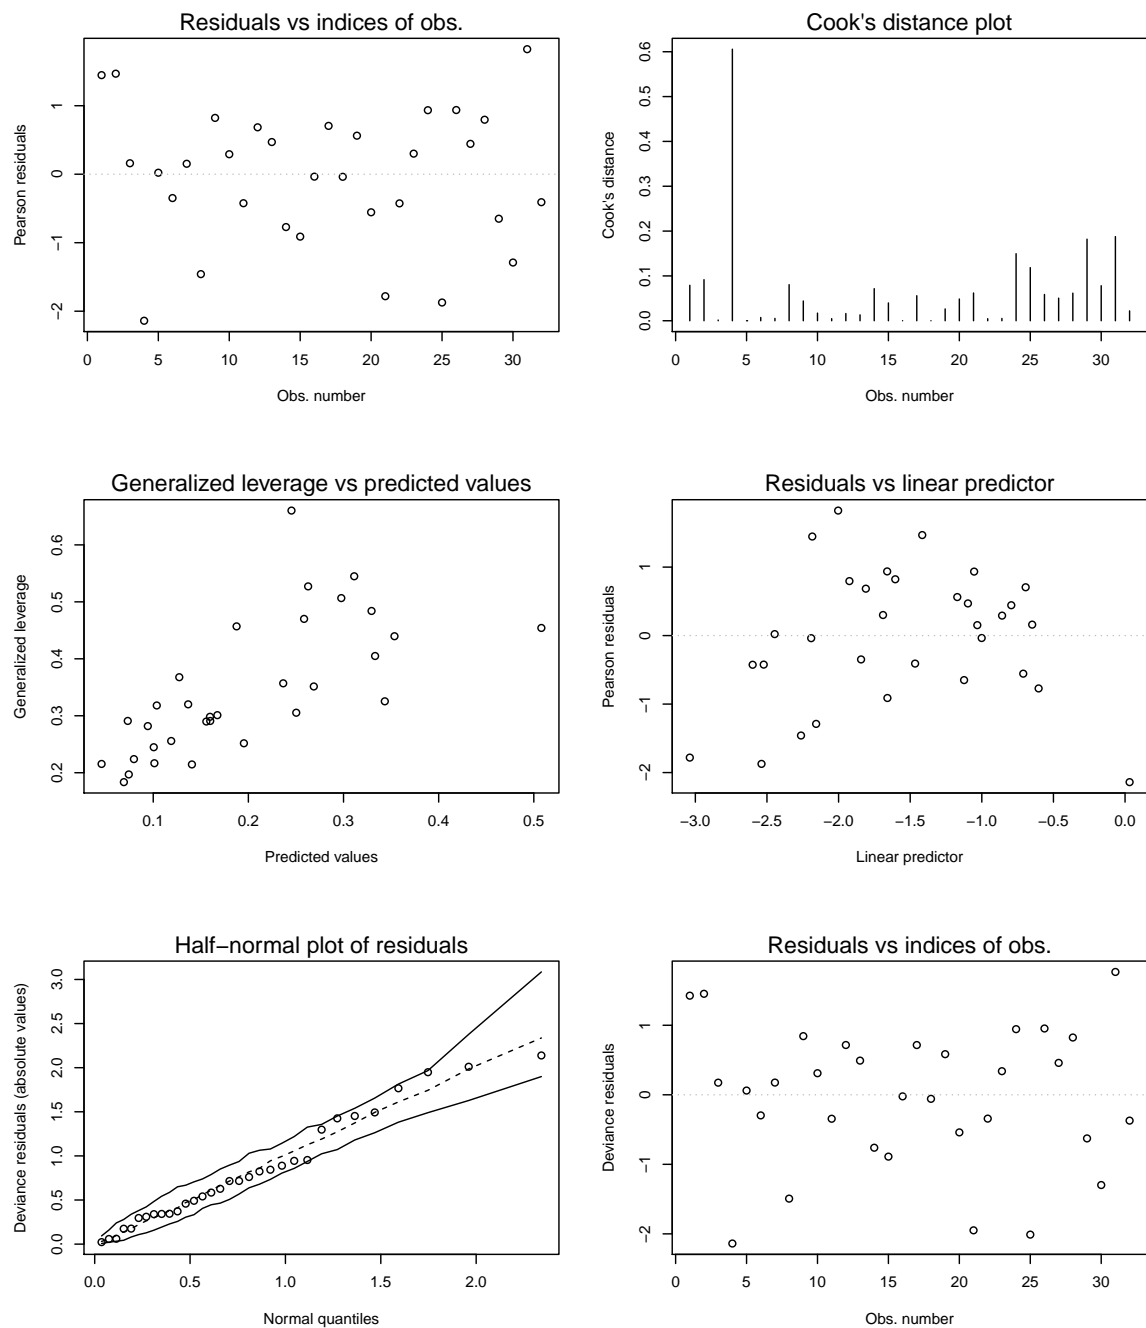 Residuals vs indices of obs.
Pearson residuals
−2 −1 0 1
0 5 10 15 20 25 30
Obs. number
Cook's distance plot
Cook's distance
0.0 0.1 0.2 0.3 0.4 0.5 0.6
0 5 10 15 20 25 30
Obs. number
Generalized leverage vs predicted values
Generalized leverage
0.2 0.3 0.4 0.5 0.6
0.1 0.2 0.3 0.4 0.5
Predicted values
Residuals vs linear predictor
Pearson residuals
−2 −1 0 1
−3.0 −2.5 −2.0 −1.5 −1.0 −0.5 0.0
Linear predictor
Half−normal plot of residuals
Deviance residuals (absolute values)
0.0 0.5 1.0 1.5 2.0 2.5 3.0
0.0 0.5 1.0 1.5 2.0
Normal quantiles
Residuals vs indices of obs.
Deviance residuals
−2 −1 0 1
0 5 10 15 20 25 30
Obs. number